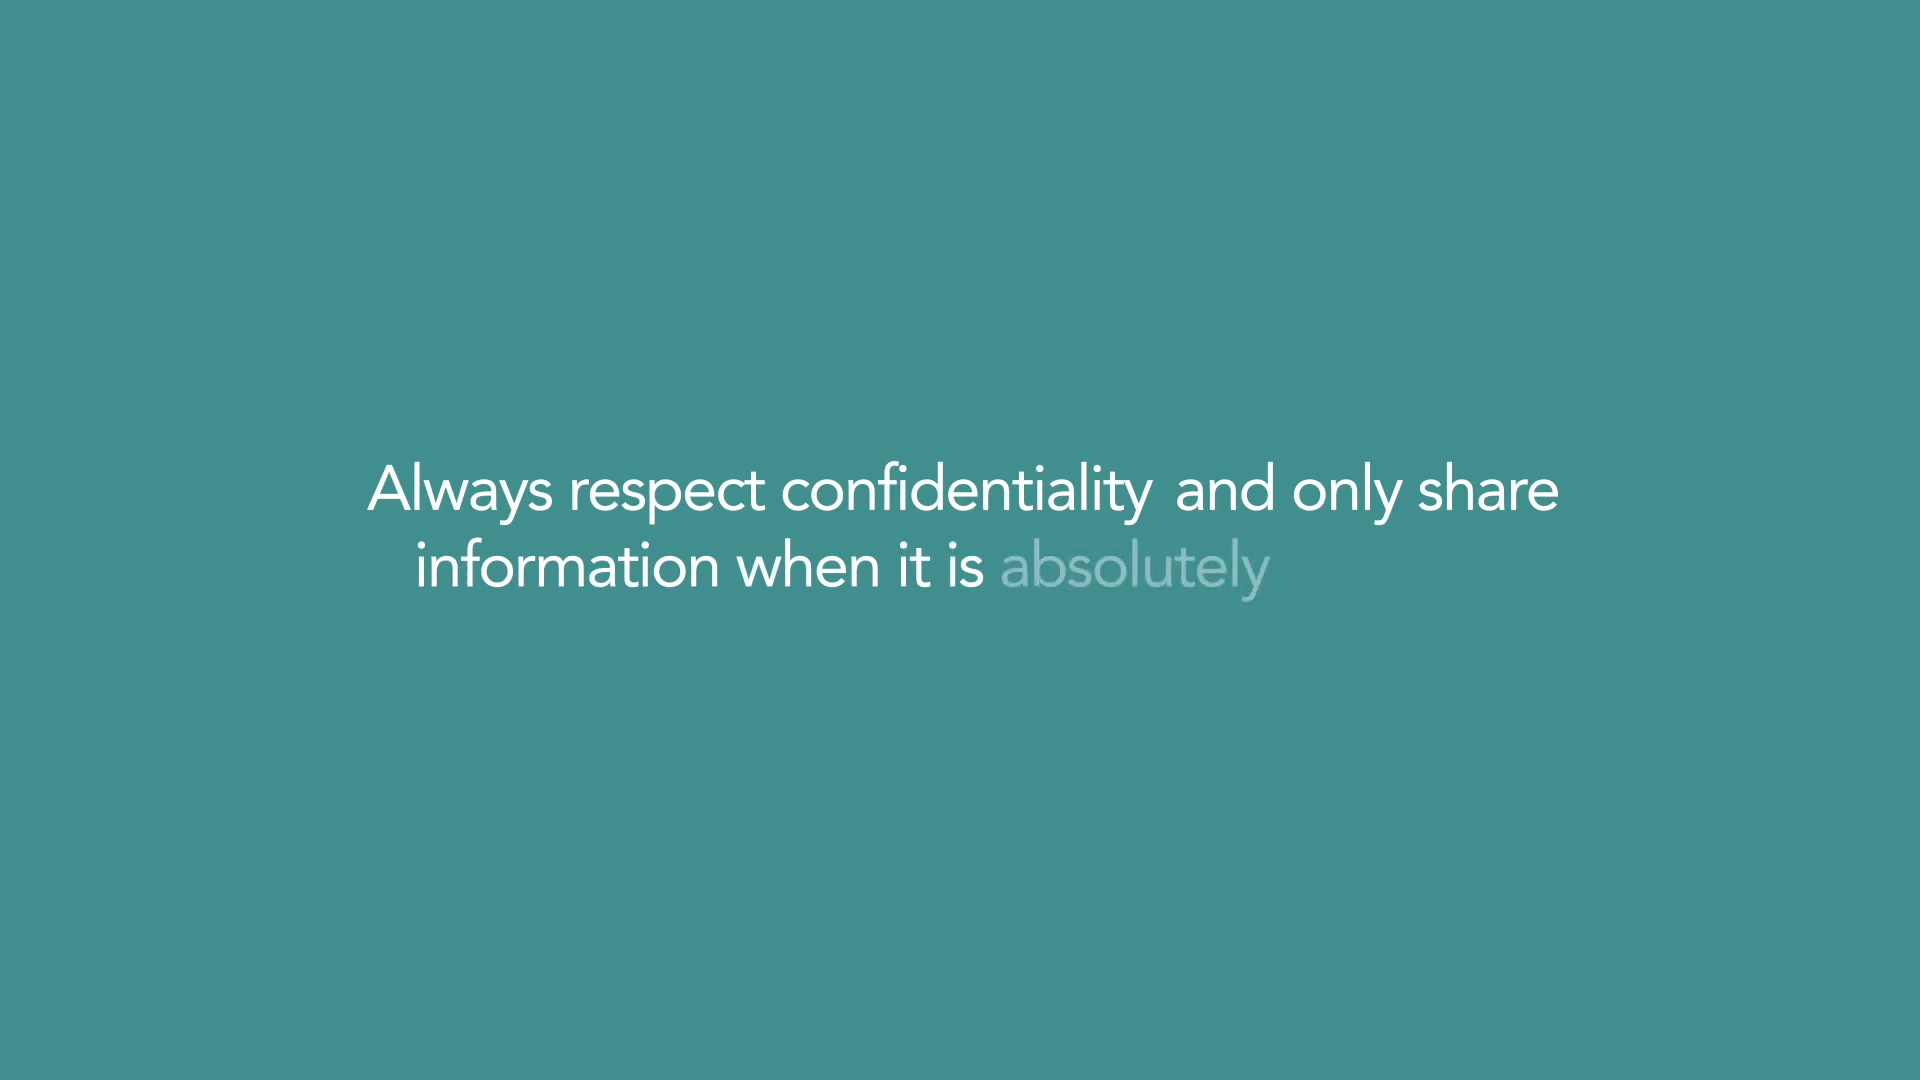 Always respect confidentiality and only share
information when it is absolutely